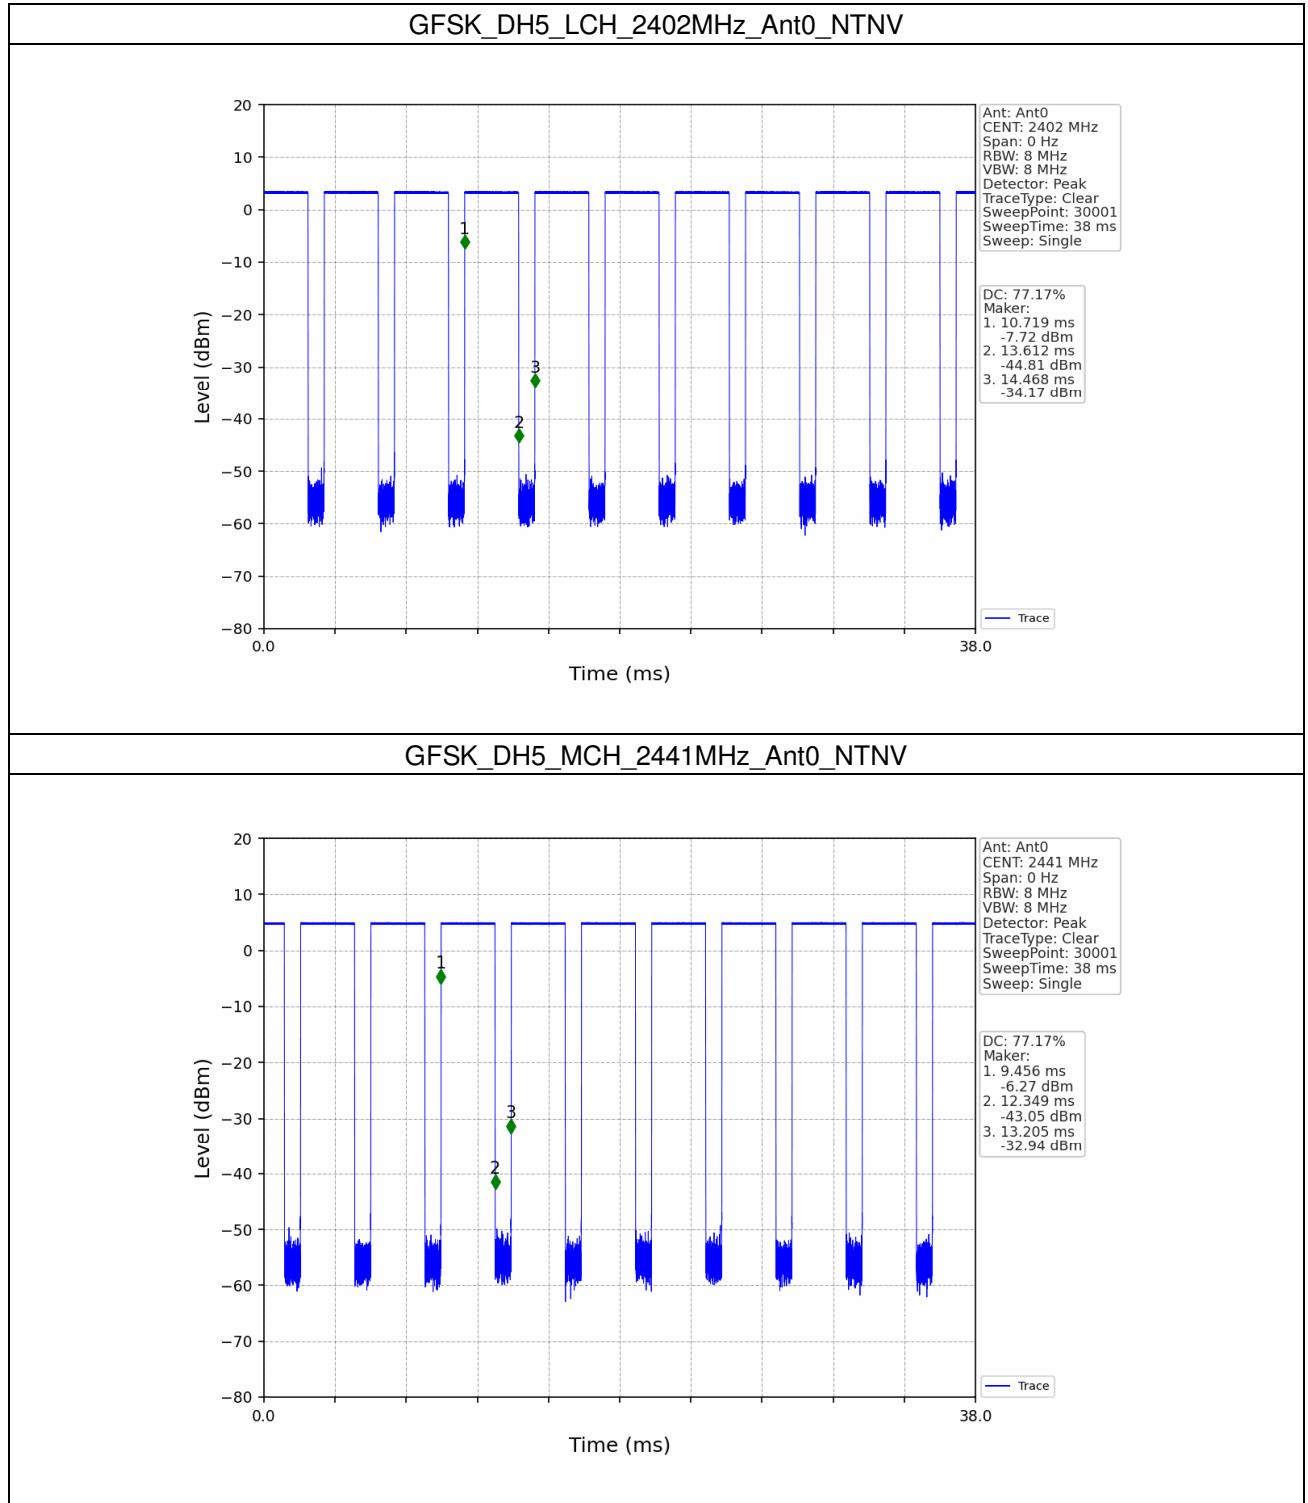 GFSK_DH5_LCH_2402MHz_Ant0_NTNV
20
10
0
−10
−20
−30
−40
−50
−60
−70
−80
Level (dBm)
1
2
3
0.0
38.0
Time (ms)
Ant: Ant0
CENT: 2402 MHz
Span: 0 Hz
RBW: 8 MHz
VBW: 8 MHz
Detector: Peak
TraceType: Clear
SweepPoint: 30001
SweepTime: 38 ms
Sweep: Single
DC: 77.17%
Maker:
1. 10.719 ms
-7.72 dBm
2. 13.612 ms
-44.81 dBm
3. 14.468 ms
-34.17 dBm
Trace
GFSK_DH5_MCH_2441MHz_Ant0_NTNV
20
10
0
−10
−20
−30
−40
−50
−60
−70
−80
Level (dBm)
1
2
3
0.0
38.0
Time (ms)
Ant: Ant0
CENT: 2441 MHz
Span: 0 Hz
RBW: 8 MHz
VBW: 8 MHz
Detector: Peak
TraceType: Clear
SweepPoint: 30001
SweepTime: 38 ms
Sweep: Single
DC: 77.17%
Maker:
1. 9.456 ms
-6.27 dBm
2. 12.349 ms
-43.05 dBm
3. 13.205 ms
-32.94 dBm
Trace